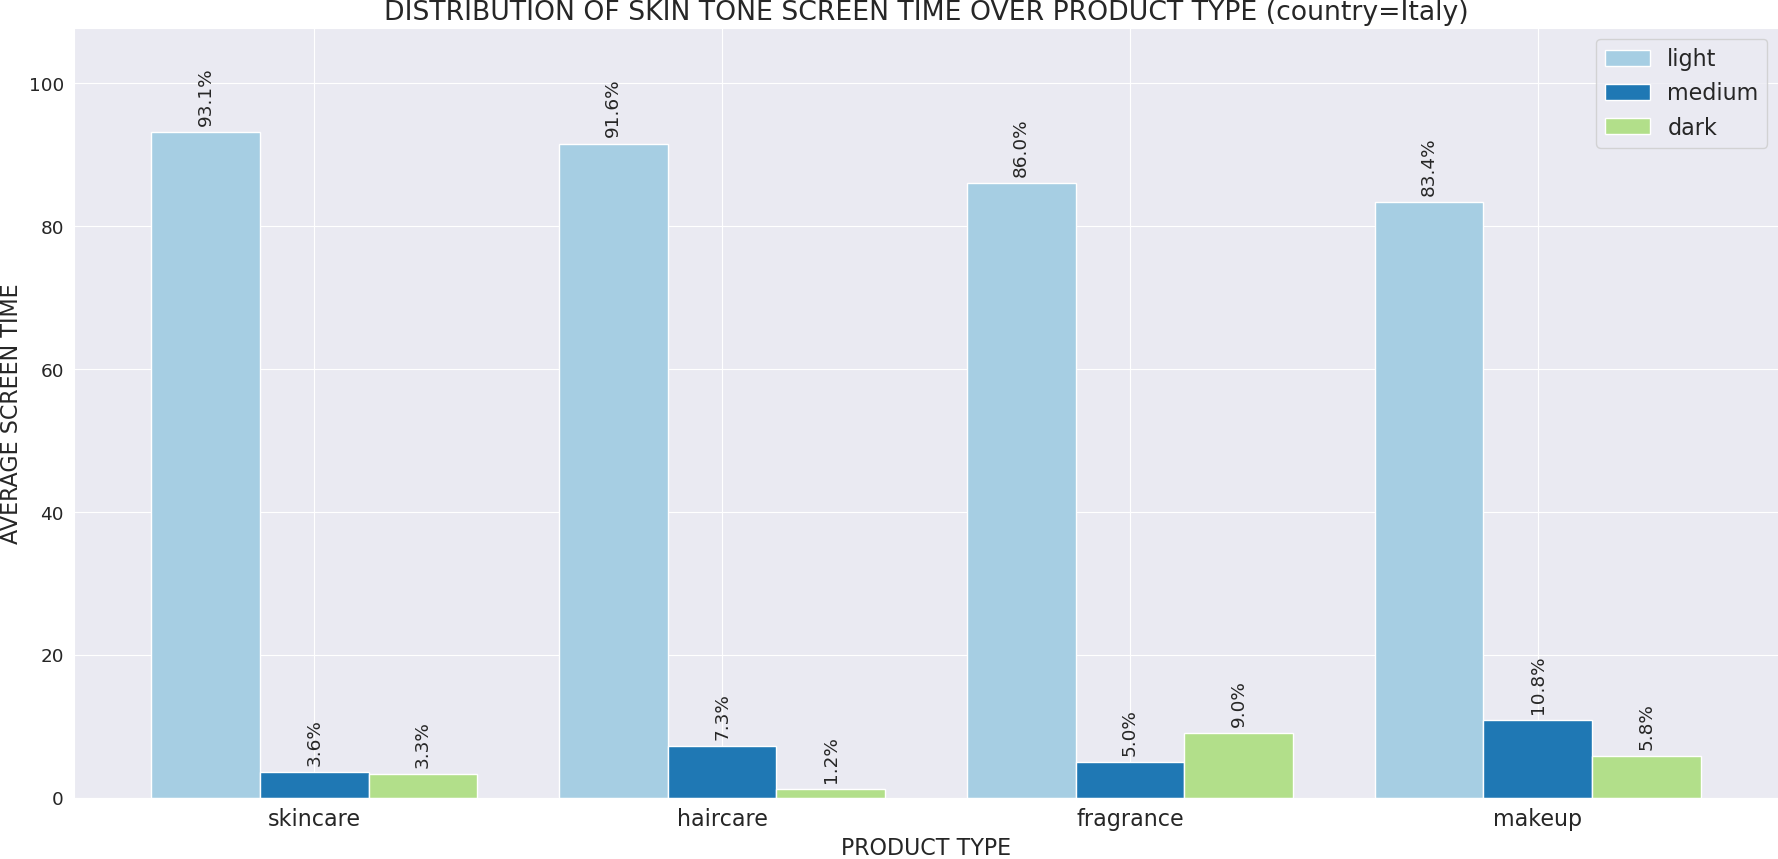 DISTRIBUTION OF SKIN TONE SCREEN TIME OVER PRODUCT TYPE (country=Italy)
light
medium
dark
AVERAGE SCREEN TIME
100
80
60
40
20
0
93.1%
3.6%
3.3%
91.6%
7.3%
1.2%
86.0%
5.0%
9.0%
83.4%
10.8%
5.8%
skincare
haircare
fragrance
makeup
PRODUCT TYPE